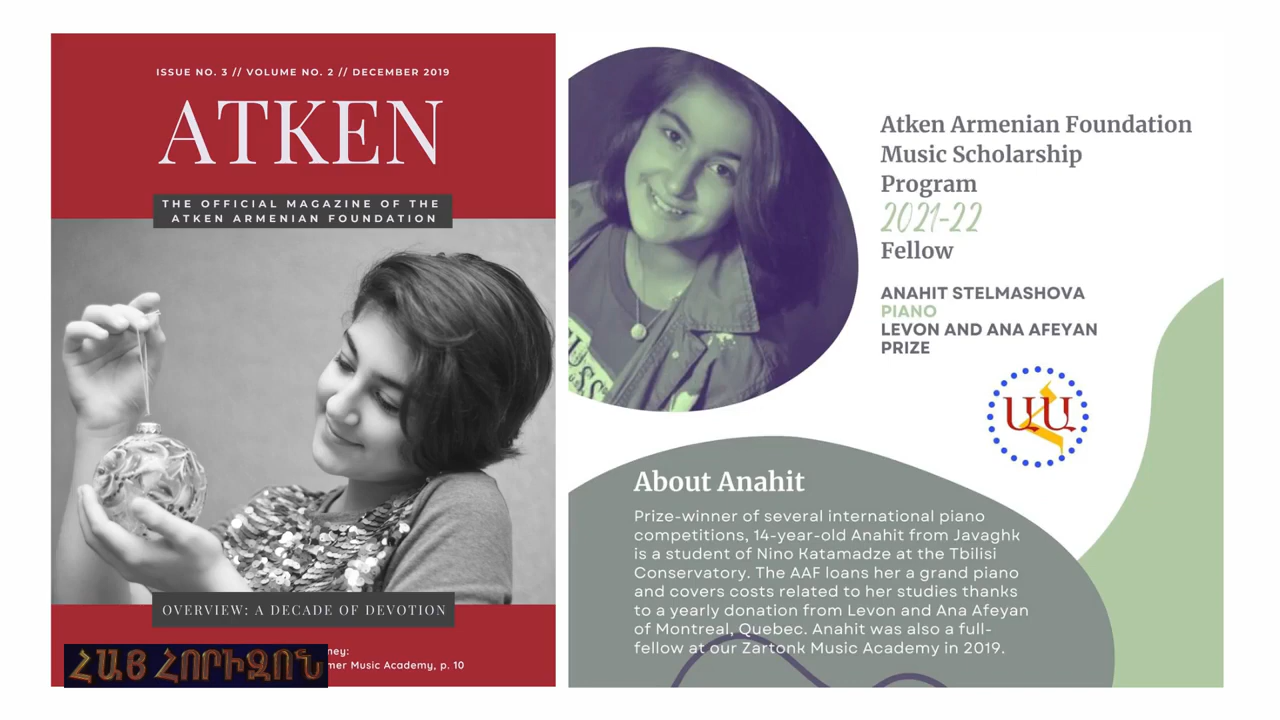 ISSUE NO. 3 // VOLUME NO. 2 // DECEMBER 2019
ATKEN
THE OFFICIAL MAGAZINE OF THE
ATKEN ARMENIAN FOUNDATION
OVERVIEW: A DECADE OF DEVOTION
Music Academy, p. 10
ՀԱՅ ՀՈՐԻԶՈՆ
Atken Armenian Foundation
Music Scholarship
Program
2021-22
Fellow
ANAHIT STELMASHOVA
PIANO
LEVON AND ANA AFEYAN
PRIZE
About Anahit
Prize-winner of several international piano
competitions, 14-year-old Anahit from Javaghk
is a student of Nino Katamadze at the Tbilisi
Conservatory. The AAF loans her a grand piano
and covers costs related to her studies thanks
to a yearly donation from Levon and Ana Afeyan
of Montreal, Quebec. Anahit was also a full-
fellow at our Zartonk Music Academy in 2019.